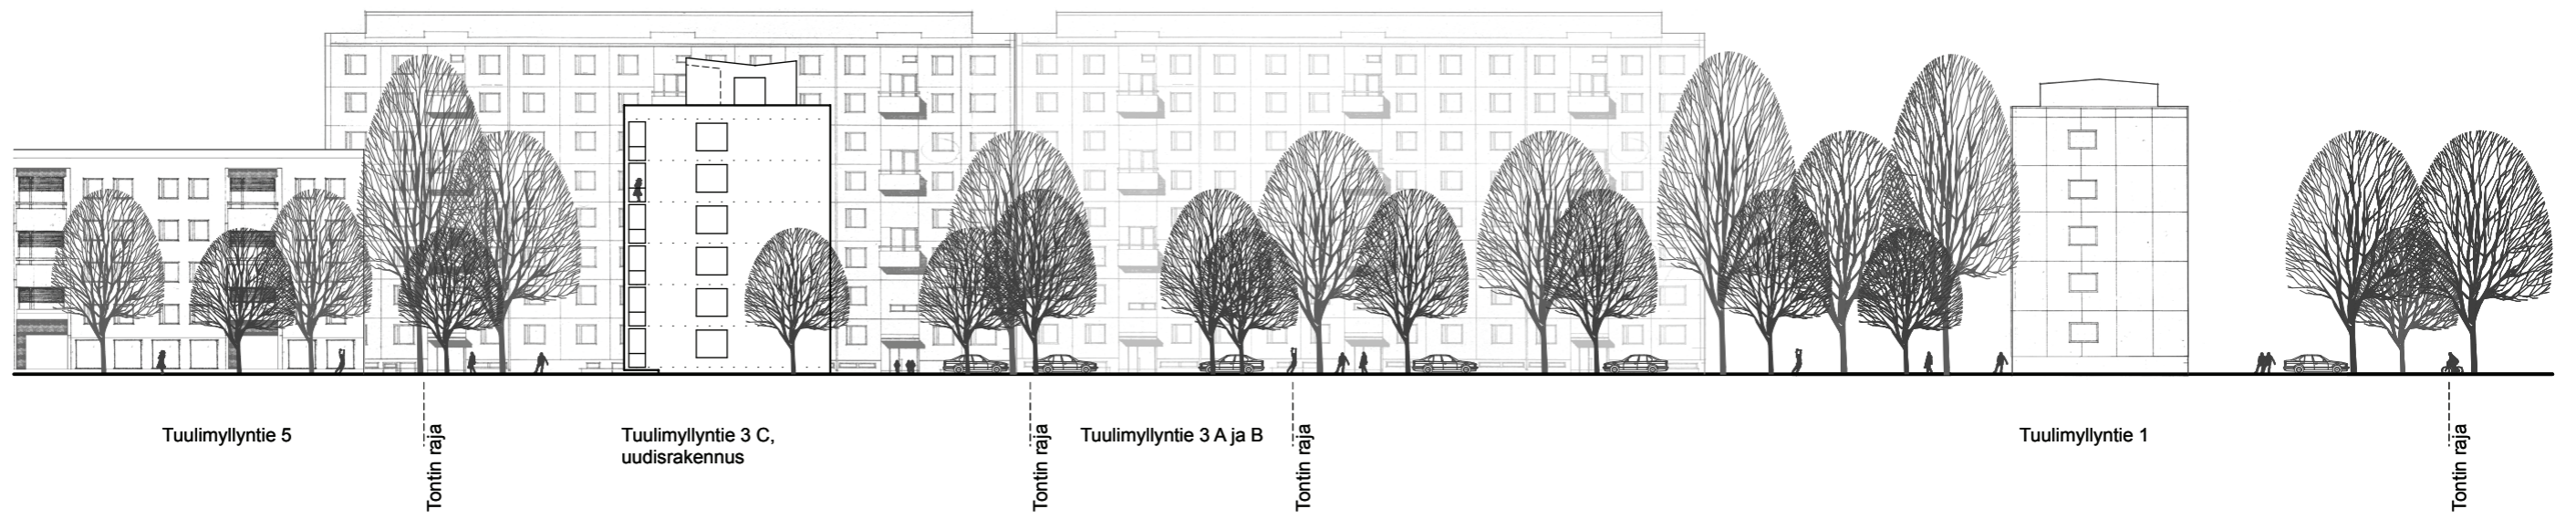 Tuulimyllyntie 5
Tontin raja
Tuulimyllyntie 3 C,
uudisrakennus
Tontin raja
Tuulimyllyntie 3 A ja B
Tontin raja
Tuulimyllyntie 1
Tontin raja